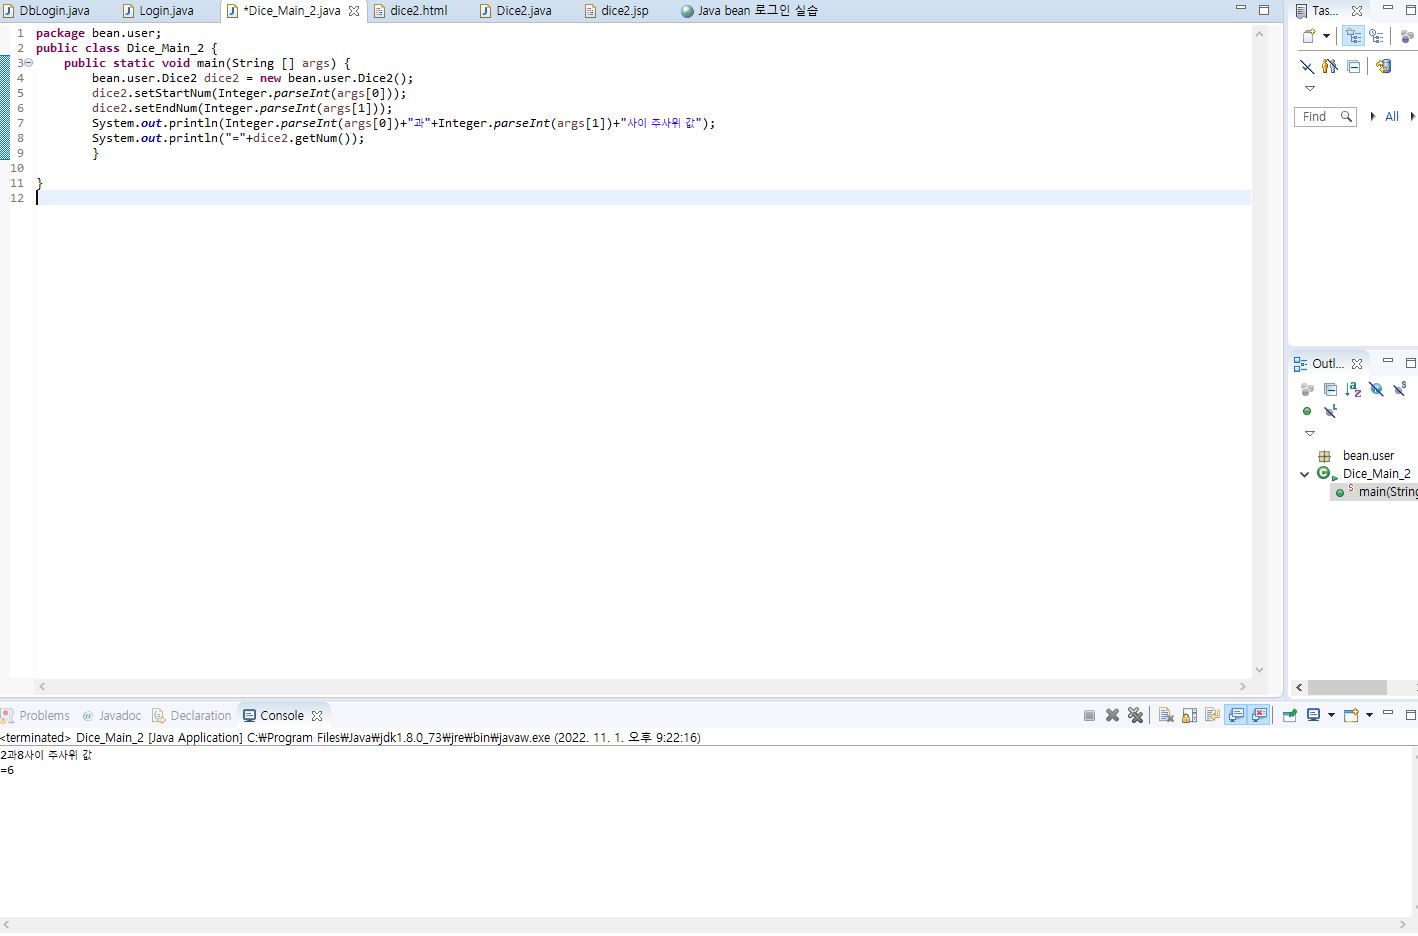 DbLogin.java Login.java *Dice_Main_2.java dice2.html Dice2.java dice2.jsp Java bean 로그인 실습
1 package bean.user;
2 public class Dice_Main_2 {
3 public static void main(String [] args) {
4 bean.user.Dice2 dice2 = new bean.user.Dice2();
5 dice2.setStartNum(Integer.parseInt(args[0]));
6 dice2.setEndNum(Integer.parseInt(args[1]));
7 System.out.println(Integer.parseInt(args[0])+"과"+Integer.parseInt(args[1])+"사이 주사위 값");
8 System.out.println("="+dice2.getNum());
9 }
10
11 }
12
Tas...
Find All
Outl...
bean.user
Dice_Main_2
main(String
Problems @ Javadoc Declaration Console
<terminated> Dice_Main_2 [Java Application] C:₩Program Files₩Java₩jdk1.8.0_73₩jre₩bin₩javaw.exe (2022. 11. 1. 오후 9:22:16)
2과8사이 주사위 값
=6